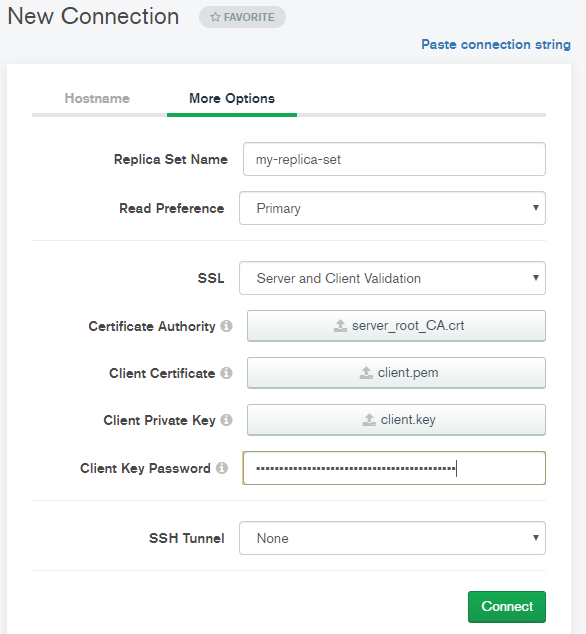 New Connection
FAVORITE
Paste connection string
Hostname
More Options
Replica Set Name
my-replica-set
Read Preference
Primary
SSL
Server and Client Validation
Certificate Authority
server_root_CA.crt
Client Certificate
client.pem
Client Private Key
client.key
Client Key Password
SSH Tunnel
None
Connect